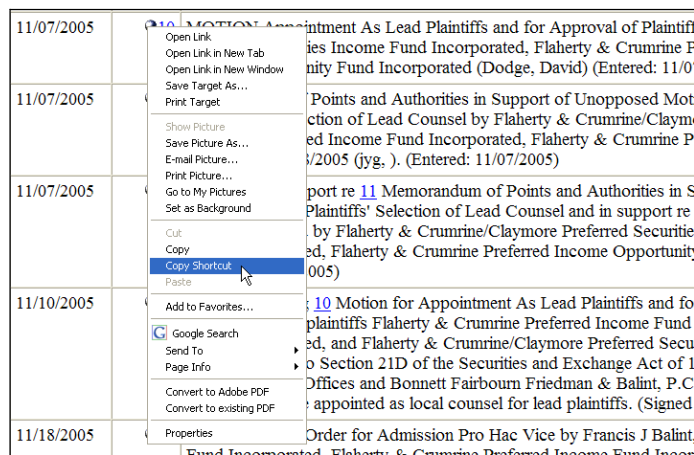 11/07/2005 10 MOTION Appointment As Lead Plaintiffs and for Approval of Plaintiff
ies Income Fund Incorporated, Flaherty & Crumrine P
nity Fund Incorporated (Dodge, David) (Entered: 11/0
11/07/2005 Points and Authorities in Support of Unopposed Mot
ction of Lead Counsel by Flaherty & Crumrine/Claym
ed Income Fund Incorporated, Flaherty & Crumrine P
/2005 (jyg, ). (Entered: 11/07/2005)
11/07/2005 port re 11 Memorandum of Points and Authorities in S
Plaintiffs' Selection of Lead Counsel and in support re
by Flaherty & Crumrine/Claymore Preferred Securitie
ed, Flaherty & Crumrine Preferred Income Opportunity
005)
11/10/2005 10 Motion for Appointment As Lead Plaintiffs and fo
plaintiffs Flaherty & Crumrine Preferred Income Fund
ed, and Flaherty & Crumrine/Claymore Preferred Secu
o Section 21D of the Securities and Exchange Act of 1
Offices and Bonnett Fairbourn Friedman & Balint, P.C
appointed as local counsel for lead plaintiffs. (Signed
11/18/2005 Order for Admission Pro Hac Vice by Francis J Balint,
Fund Incorporated, Flaherty & Crumrine Preferred Income Fund Incor
Open Link
Open Link in New Tab
Open Link in New Window
Save Target As...
Print Target
Show Picture
Save Picture As...
E-mail Picture...
Print Picture...
Go to My Pictures
Set as Background
Cut
Copy
Copy Shortcut
Paste
Add to Favorites...
G Google Search
Send To
Page Info
Convert to Adobe PDF
Convert to existing PDF
Properties